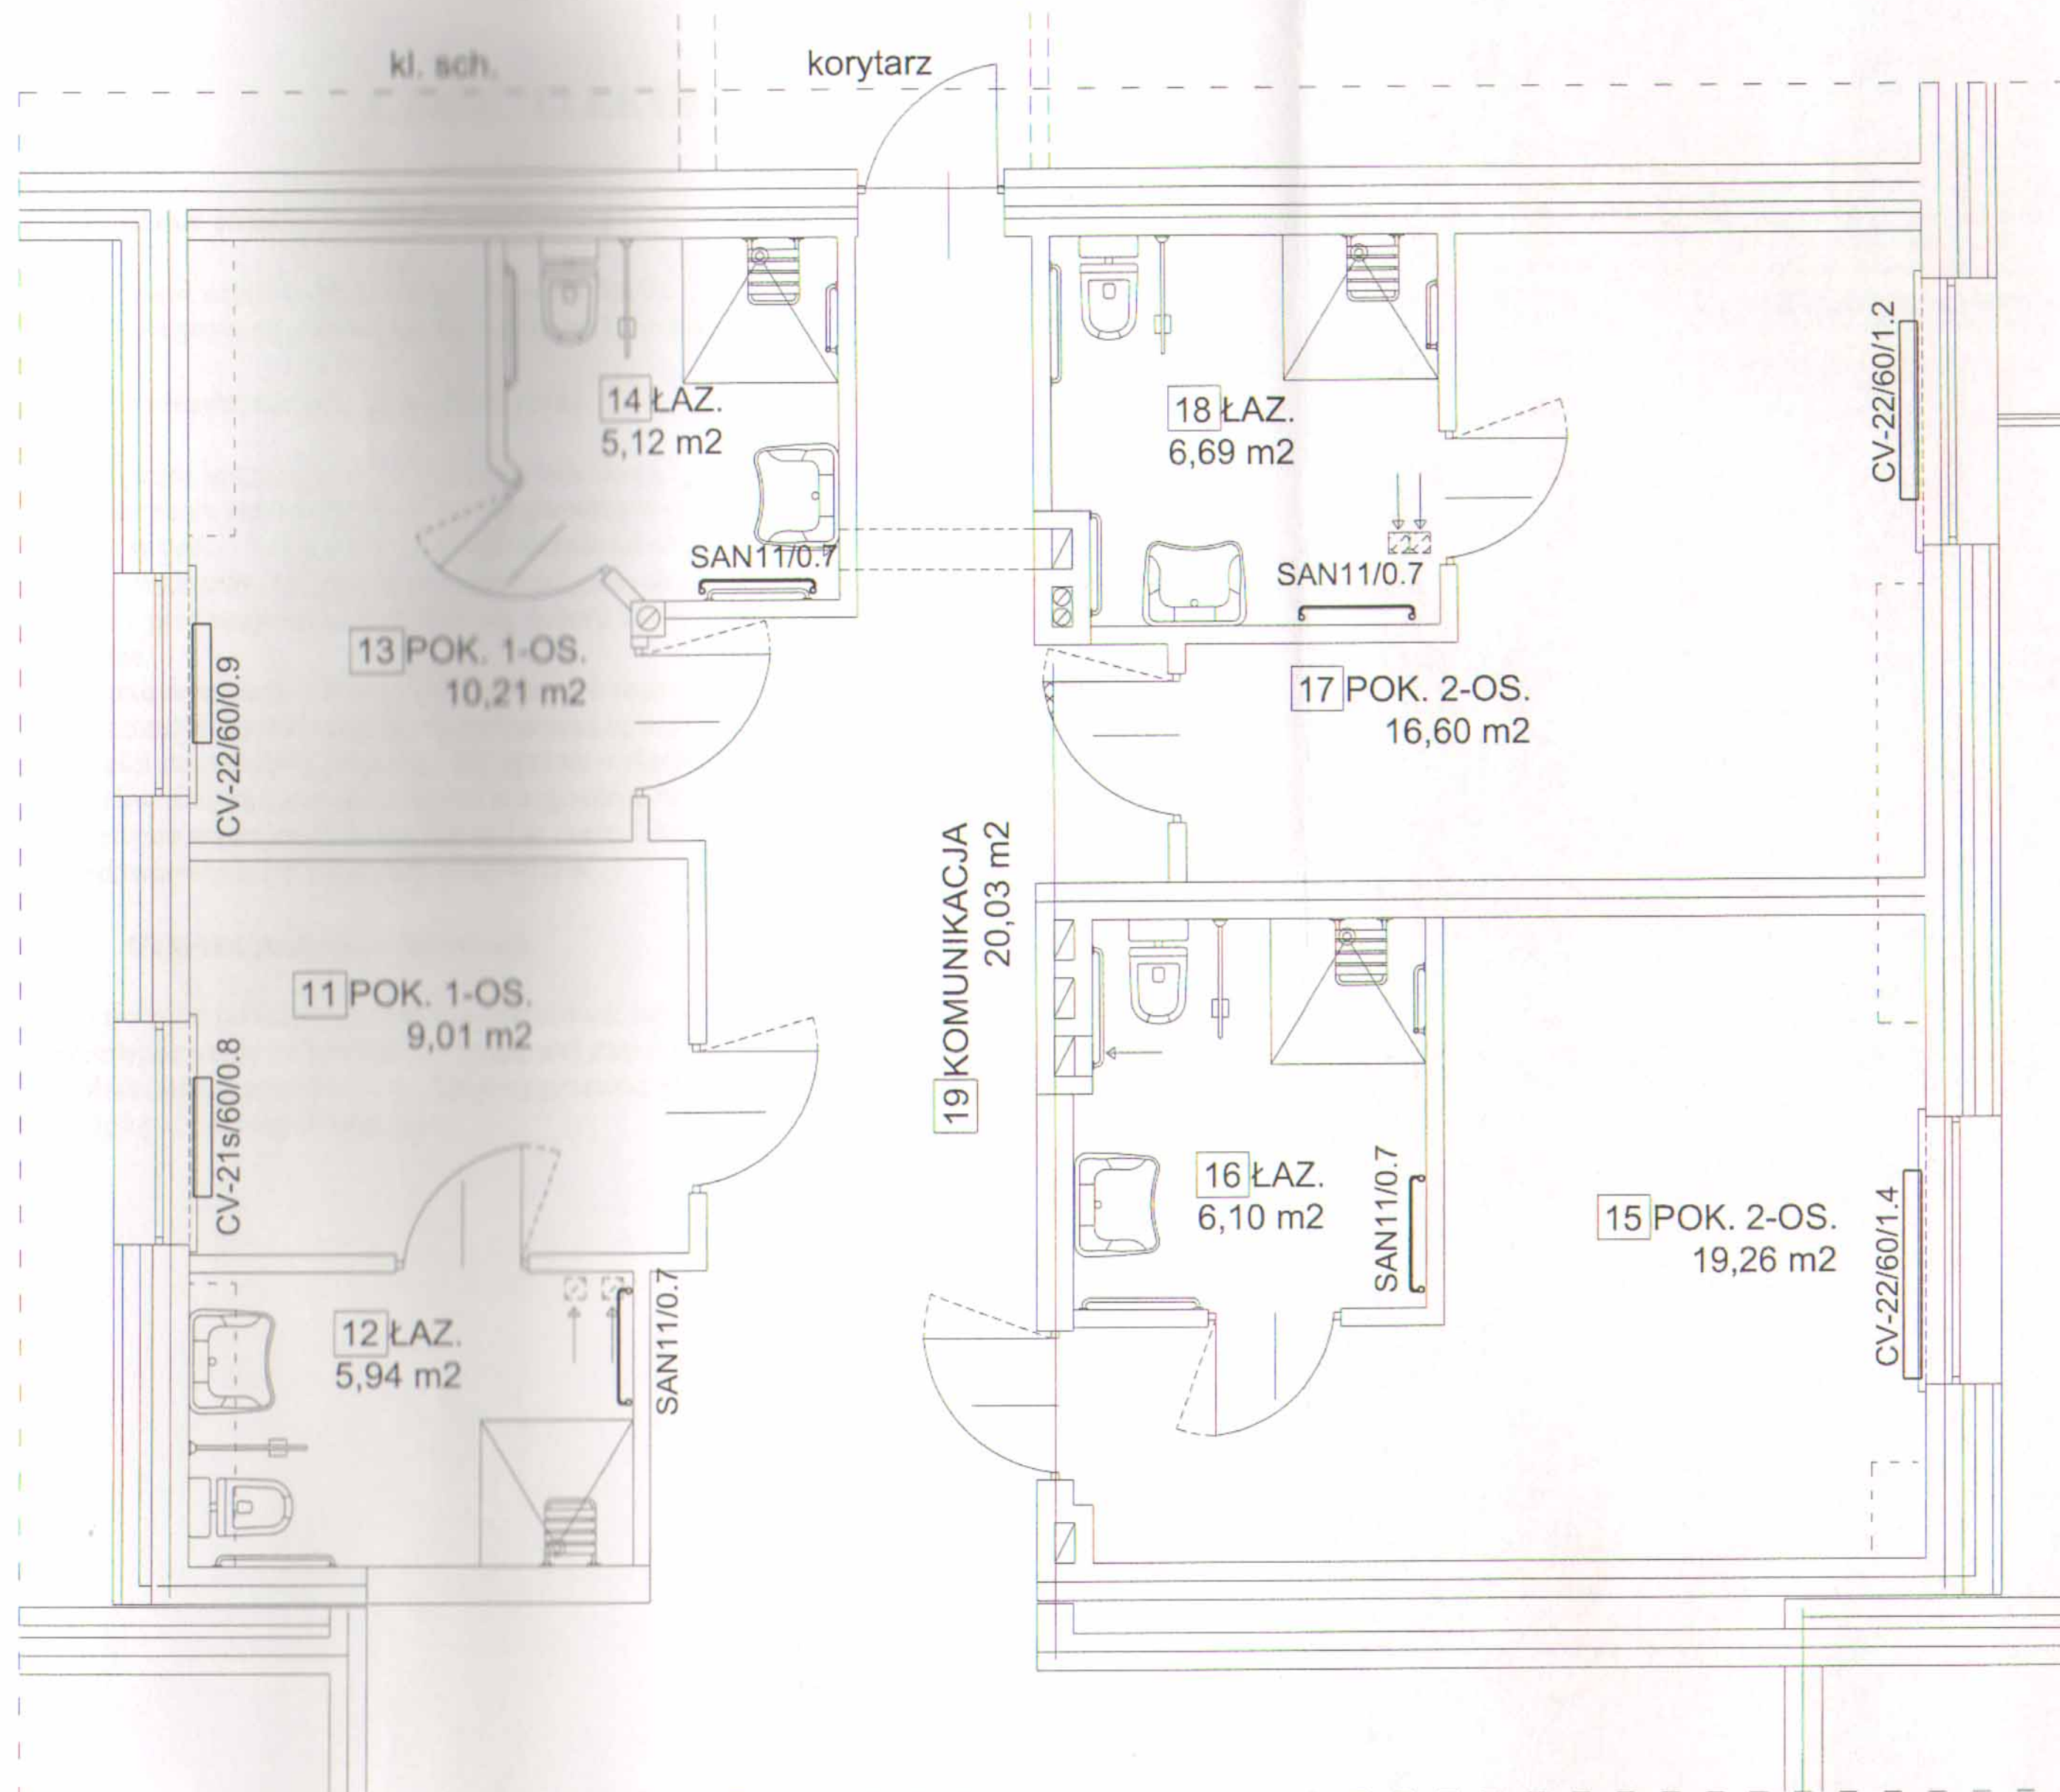 kl. sch.
korytarz
14 ŁAZ.
5,12 m2
SAN11/0.7
18 ŁAZ.
6,69 m2
SAN11/0.7
CV-22/60/1.2
13 POK. 1-OS.
10,21 m2
CV-22/60/0.9
17 POK. 2-OS.
16,60 m2
19 KOMUNIKACJA
20,03 m2
11 POK. 1-OS.
9,01 m2
CV-21s/60/0.8
16 ŁAZ.
6,10 m2
SAN11/0.7
15 POK. 2-OS.
19,26 m2
CV-22/60/1.4
12 ŁAZ.
5,94 m2
SAN11/0.7